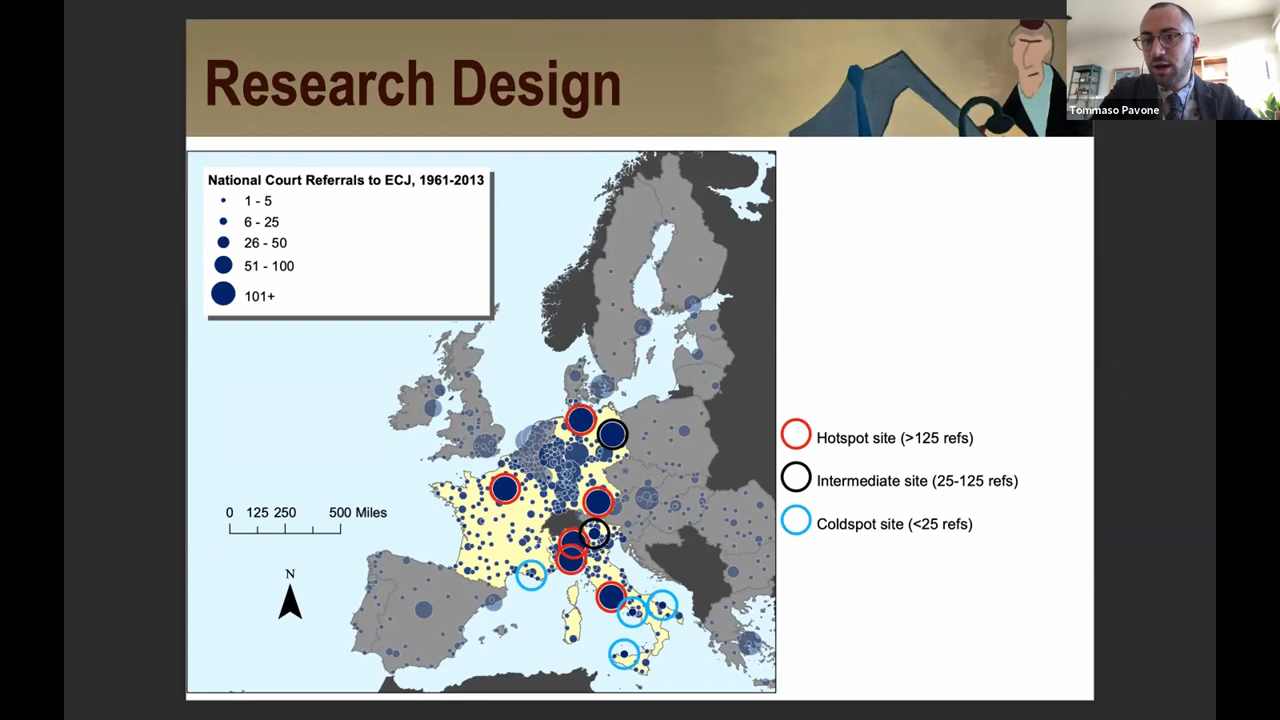 Research Design
Tommaso Pavone
National Court Referrals to ECJ, 1961-2013
1 - 5
6 - 25
26 - 50
51 - 100
101+
0 125 250 500 Miles
N
Hotspot site (>125 refs)
Intermediate site (25-125 refs)
Coldspot site (<25 refs)